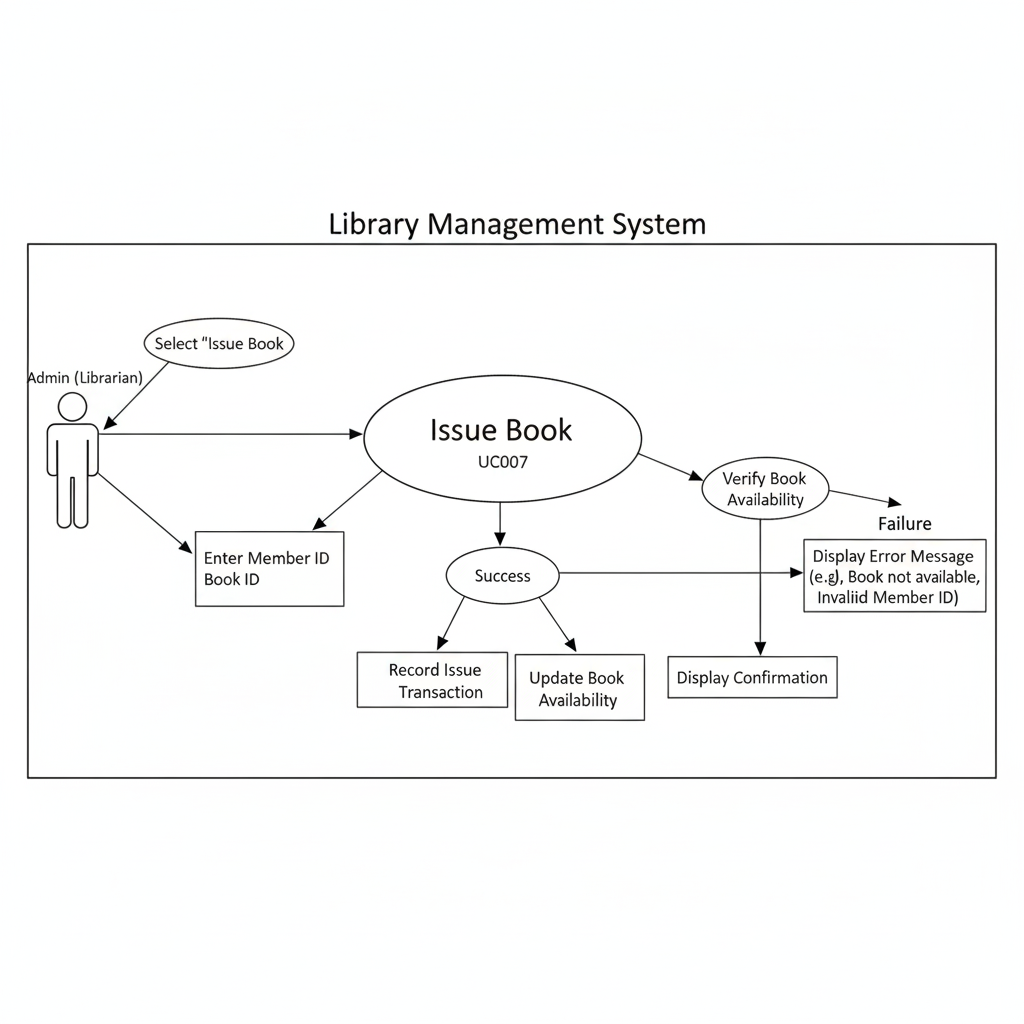 Library Management System
Select "Issue Book
Admin (Librarian)
Issue Book
UC007
Verify Book
Availability
Failure
Enter Member ID
Book ID
Success
Display Error Message
(e.g), Book not available,
Invaliid Member ID)
Record Issue
Transaction
Update Book
Availability
Display Confirmation